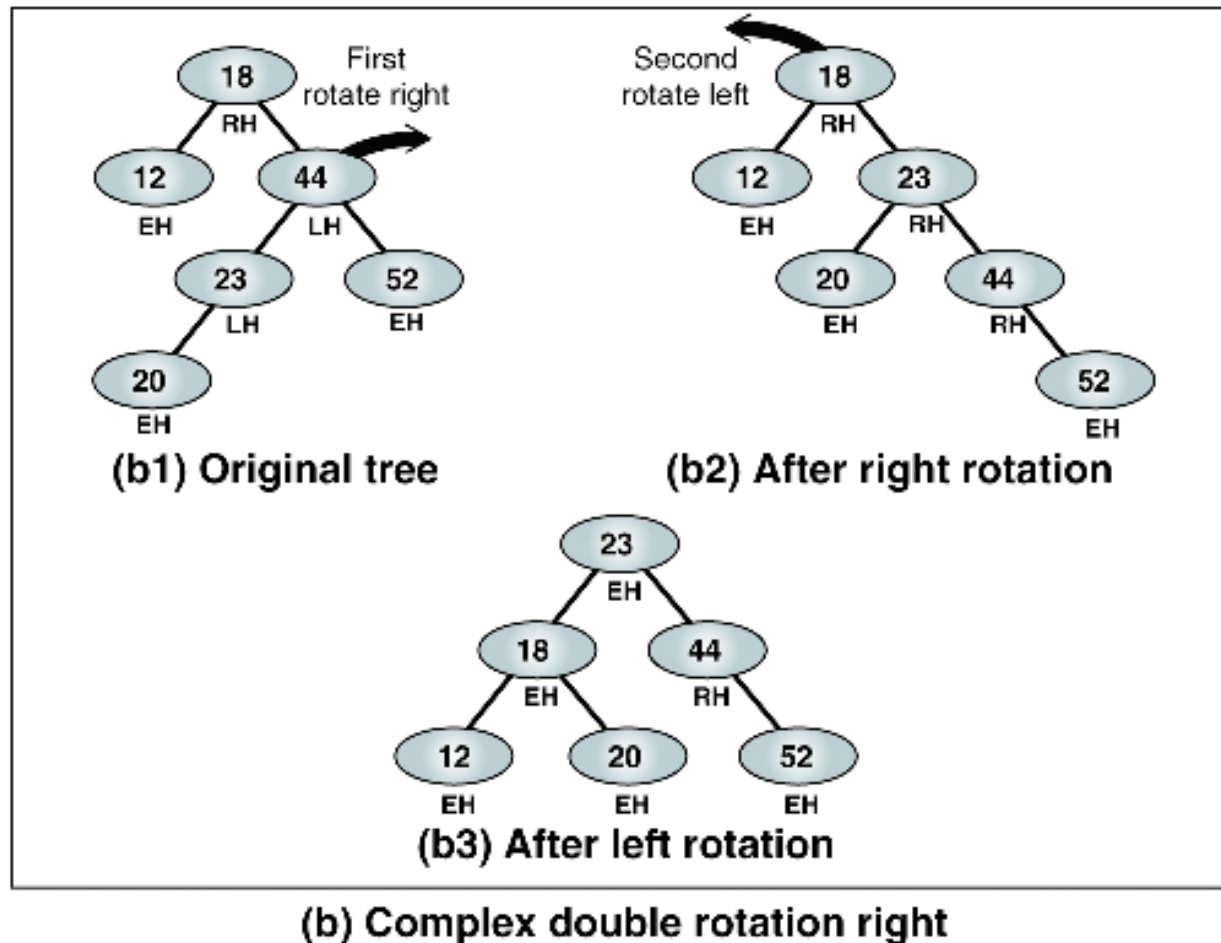 18
First
rotate right
RH
12
44
EH
LH
23
52
LH
EH
20
EH
(b1) Original tree
Second
rotate left
18
RH
12
23
EH
RH
20
44
EH
RH
52
EH
(b2) After right rotation
23
EH
18
44
EH
RH
12
20
52
EH
EH
EH
(b3) After left rotation
(b) Complex double rotation right